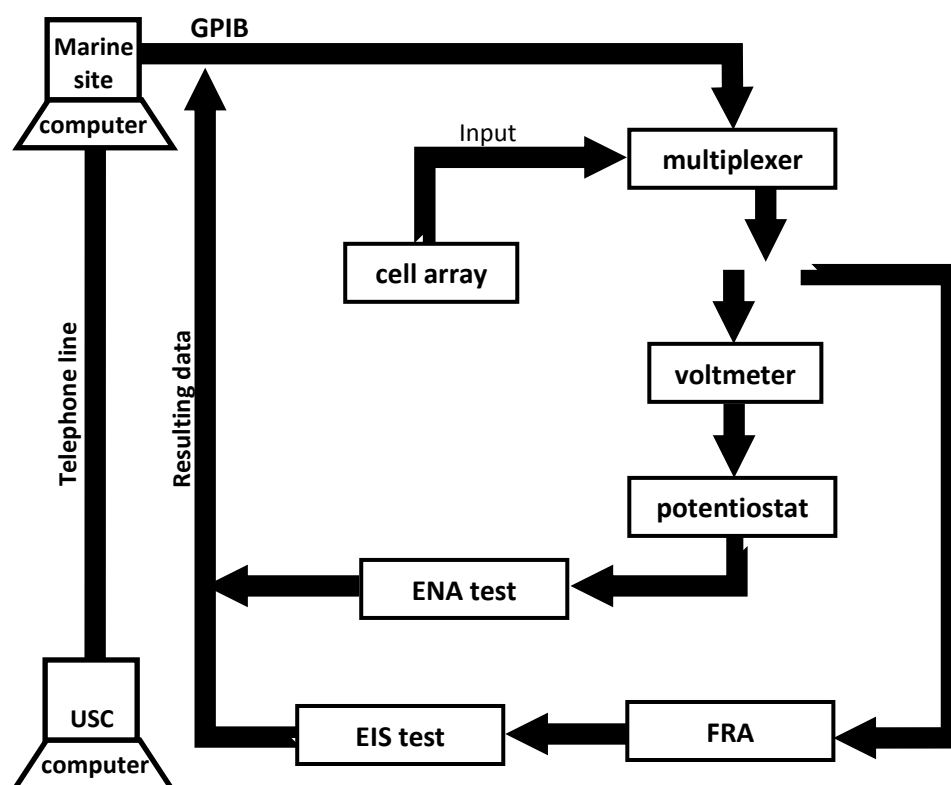 GPIB
Marine
site
computer
Input
multiplexer
cell array
Telephone line
Resulting data
voltmeter
potentiostat
ENA test
USC
computer
EIS test
FRA